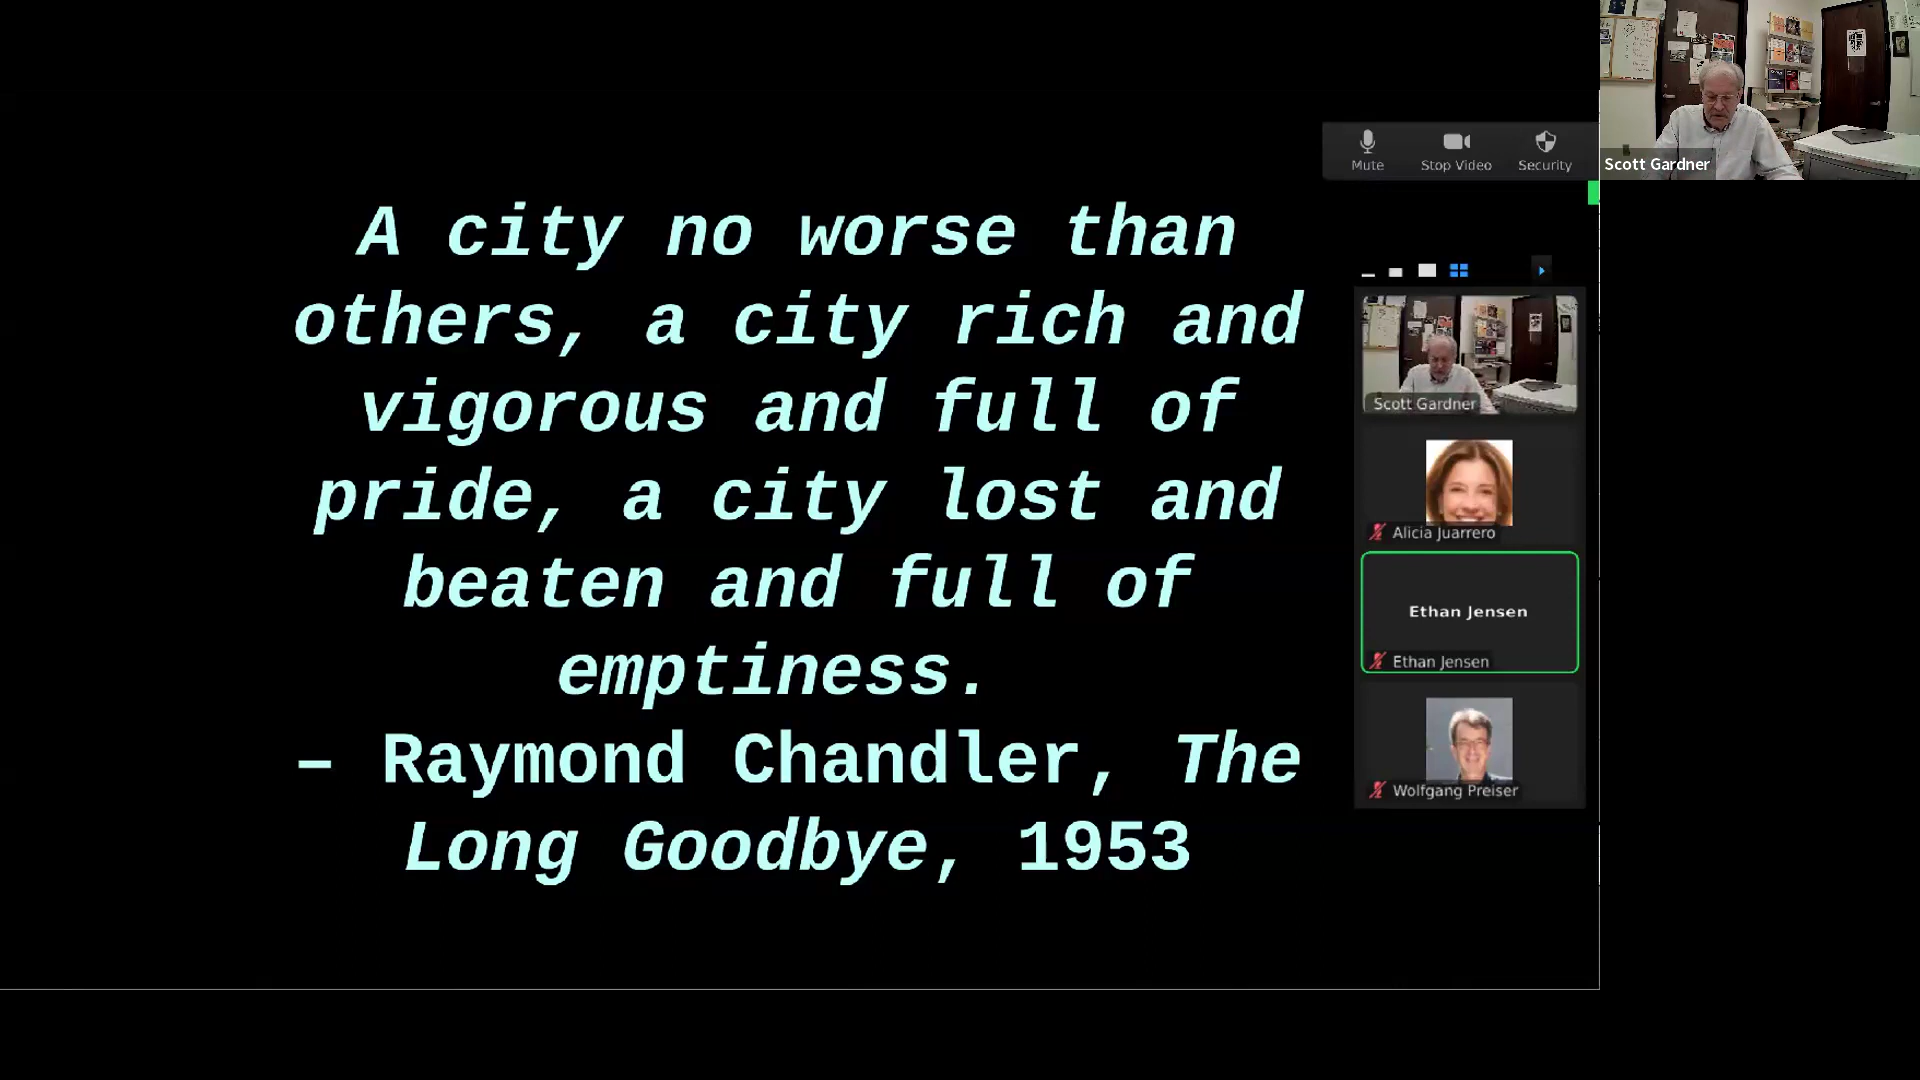 A city no worse than
others, a city rich and
vigorous and full of
pride, a city lost and
beaten and full of
emptiness.
– Raymond Chandler, The
Long Goodbye, 1953
Mute
Stop Video
Security
Scott Gardner
Scott Gardner
Alicia Juarrero
Ethan Jensen
Ethan Jensen
Wolfgang Preiser